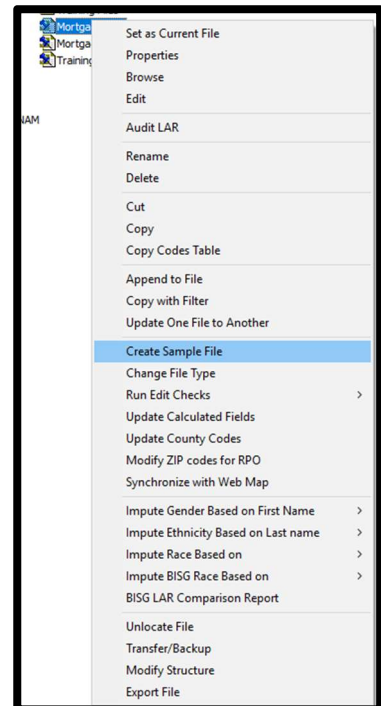 Mortga
Mortga
Training
Set as Current File
Properties
Browse
Edit
Audit LAR
Rename
Delete
Cut
Copy
Copy Codes Table
Append to File
Copy with Filter
Update One File to Another
Create Sample File
Change File Type
Run Edit Checks >
Update Calculated Fields
Update County Codes
Modify ZIP codes for RPO
Synchronize with Web Map
Impute Gender Based on First Name >
Impute Ethnicity Based on Last name >
Impute Race Based on >
Impute BISG Race Based on >
BISG LAR Comparison Report
Unlocate File
Transfer/Backup
Modify Structure
Export File